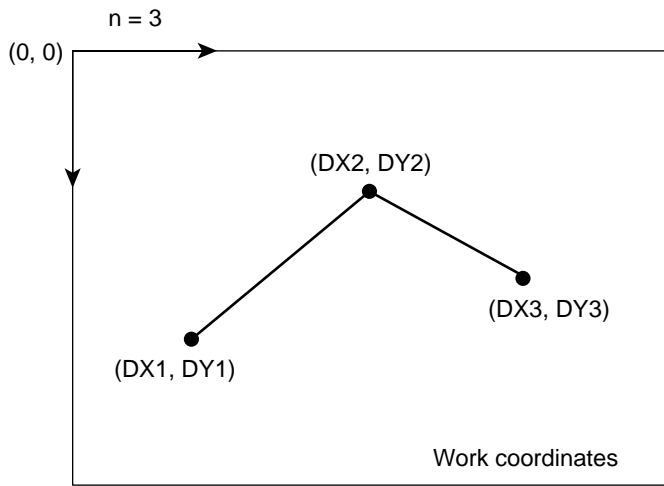 n = 3
(0, 0)
(DX2, DY2)
(DX3, DY3)
(DX1, DY1)
Work coordinates